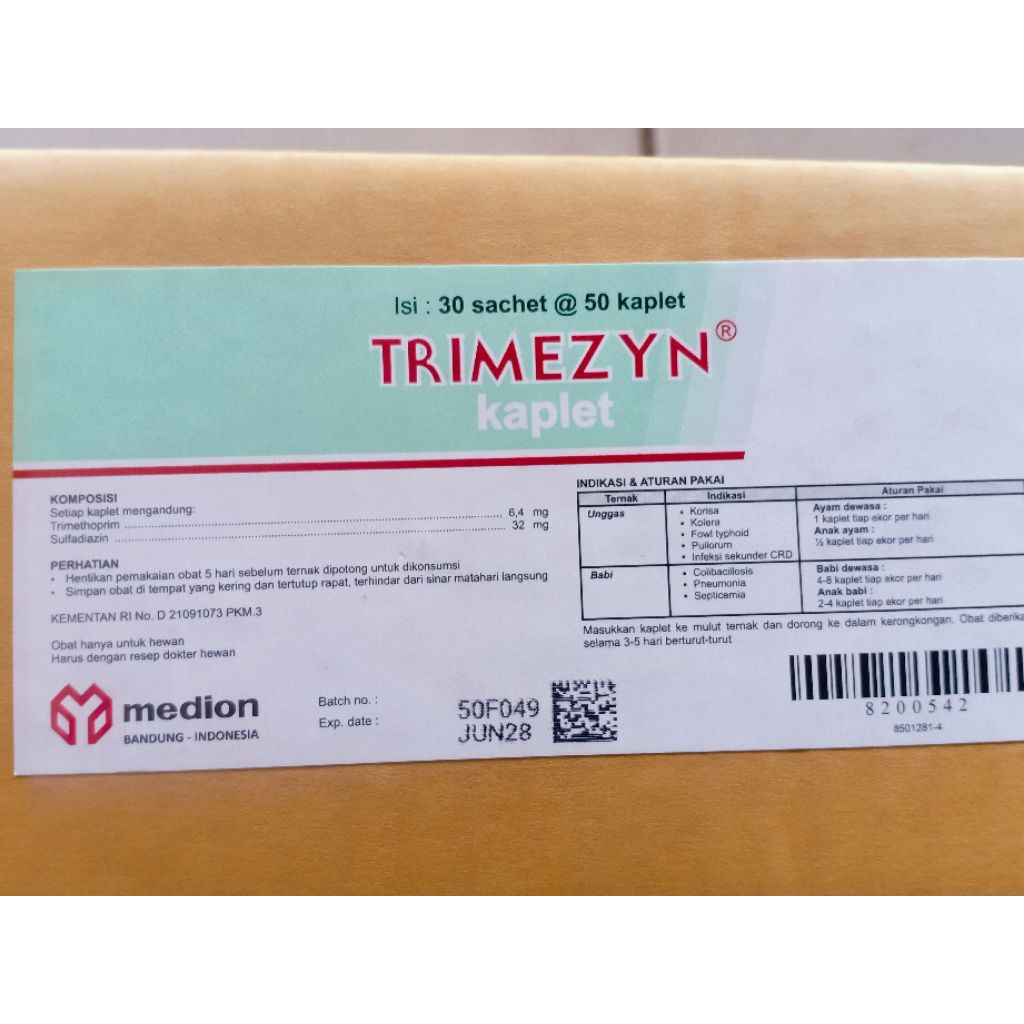 Isi : 30 sachet @ 50 kaplet
TRIMEZYN®
kaplet
KOMPOSISI
Setiap kaplet mengandung:
Trimethoprim ........ 6,4 mg
Sulfadiazin ........ 32 mg
PERHATIAN
• Hentikan pemakaian obat 5 hari sebelum ternak dipotong untuk dikonsumsi
• Simpan obat di tempat yang kering dan tertutup rapat, terhindar dari sinar matahari langsung
KEMENTAN RI No. D 21091073 PKM.3
Obat hanya untuk hewan
Harus dengan resep dokter hewan
medion
BANDUNG - INDONESIA
Batch no. : 50F049
Exp. date : JUN28
INDIKASI & ATURAN PAKAI
Ternak Indikasi Aturan Pakai
Unggas
• Korisa
• Kolera
• Fowl typhoid
• Pullorum
• Infeksi sekunder CRD
Ayam dewasa :
1 kaplet tiap ekor per hari
Anak ayam :
½ kaplet tiap ekor per hari
Babi
• Colibacillosis
• Pneumonia
• Septicemia
Babi dewasa :
4-8 kaplet tiap ekor per hari
Anak babi :
2-4 kaplet tiap ekor per hari
Masukkan kaplet ke mulut ternak dan dorong ke dalam kerongkongan. Obat diberika
selama 3-5 hari berturut-turut
8200542
8501281-4